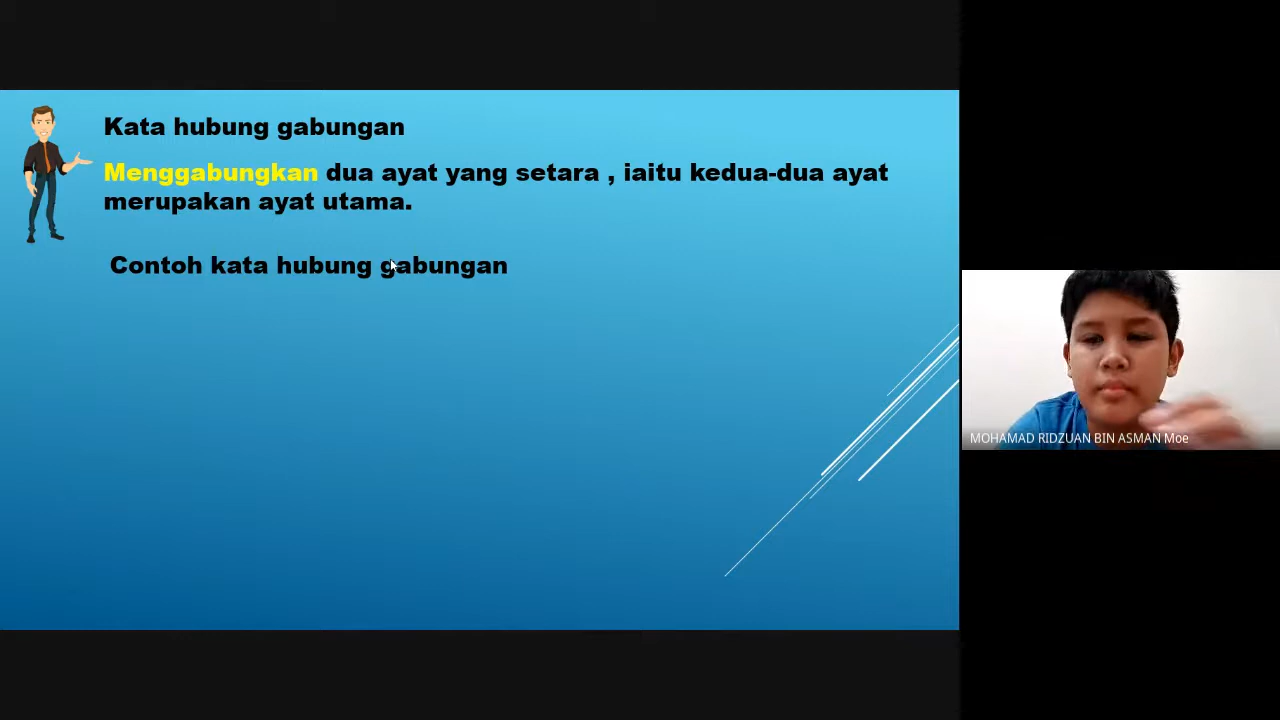 Kata hubung gabungan
Menggabungkan dua ayat yang setara , iaitu kedua-dua ayat
merupakan ayat utama.
Contoh kata hubung gabungan
MOHAMAD RIDZUAN BIN ASMAN Moe